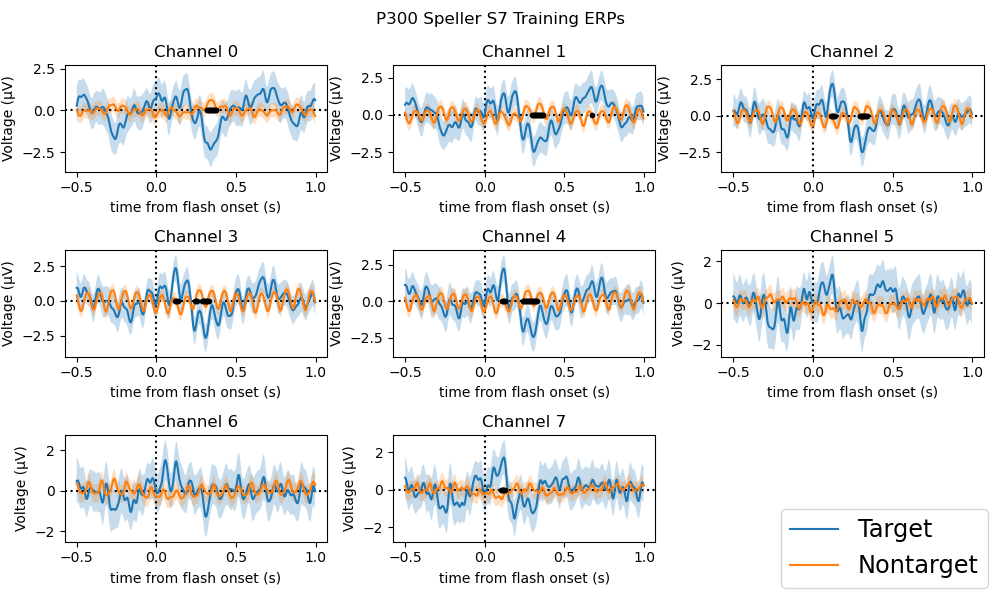 P300 Speller S7 Training ERPs
Channel 0
Channel 1
Channel 2
Voltage (μV)
2.5
0.0
−2.5
−0.5 0.0 0.5 1.0
time from flash onset (s)
Voltage (μV)
2.5
0.0
−2.5
−0.5 0.0 0.5 1.0
time from flash onset (s)
Voltage (μV)
2.5
0.0
−2.5
−0.5 0.0 0.5 1.0
time from flash onset (s)
Channel 3
Channel 4
Channel 5
Voltage (μV)
2.5
0.0
−2.5
−0.5 0.0 0.5 1.0
time from flash onset (s)
Voltage (μV)
2.5
0.0
−2.5
−0.5 0.0 0.5 1.0
time from flash onset (s)
Voltage (μV)
2
0
−2
−0.5 0.0 0.5 1.0
time from flash onset (s)
Channel 6
Channel 7
Voltage (μV)
2
0
−2
−0.5 0.0 0.5 1.0
time from flash onset (s)
Voltage (μV)
2
0
−2
−0.5 0.0 0.5 1.0
time from flash onset (s)
Target
Nontarget